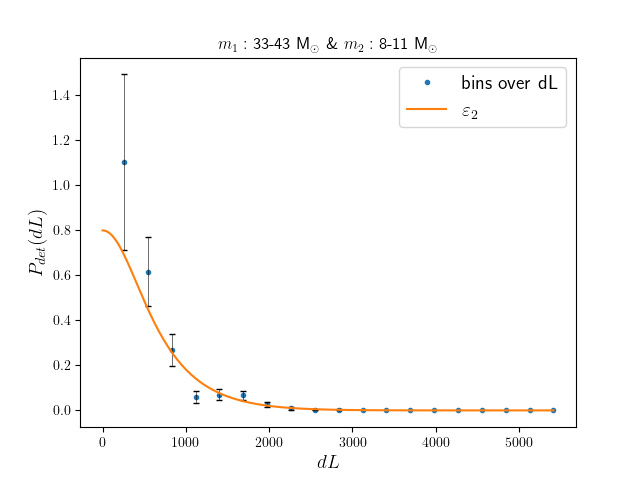 m₁ : 33-43 M⊙ & m₂ : 8-11 M⊙
bins over dL
ε₂
P_det(dL)
1.4
1.2
1.0
0.8
0.6
0.4
0.2
0.0
0 1000 2000 3000 4000 5000
dL